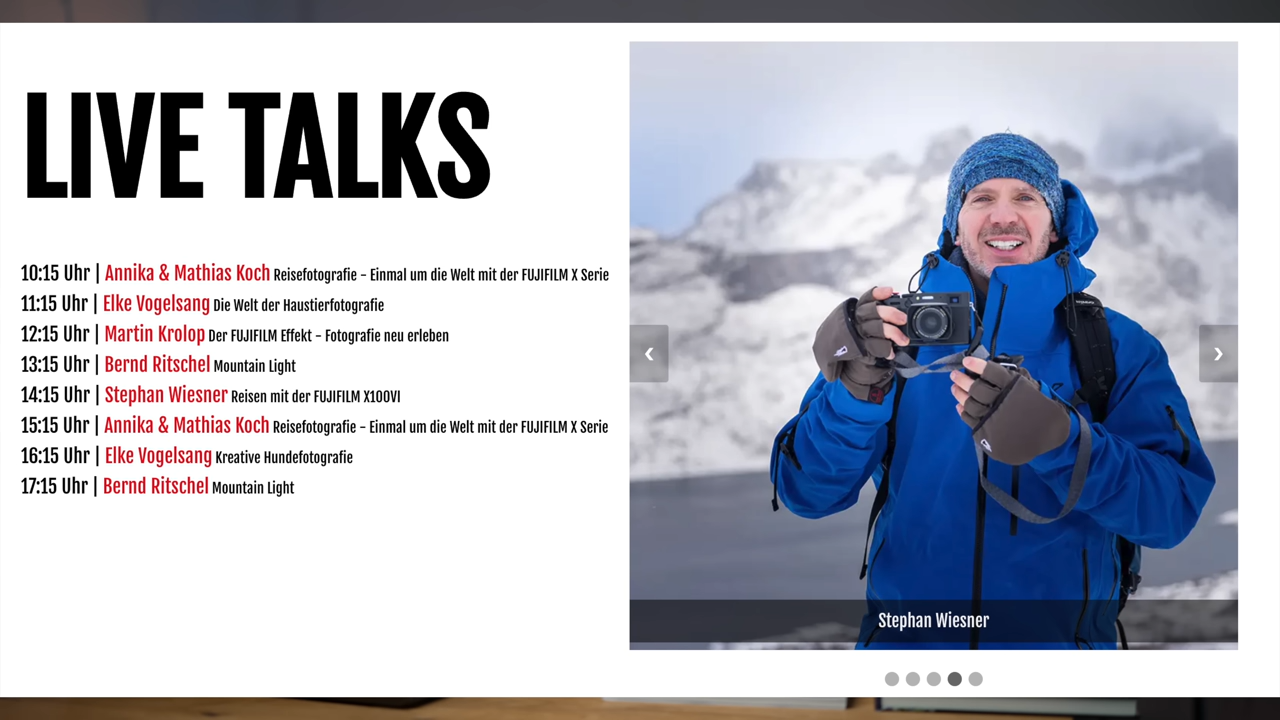 LIVE TALKS
10:15 Uhr | Annika & Mathias Koch Reisefotografie – Einmal um die Welt mit der FUJIFILM X Serie
11:15 Uhr | Elke Vogelsang Die Welt der Haustierfotografie
12:15 Uhr | Martin Krolop Der FUJIFILM Effekt – Fotografie neu erleben
13:15 Uhr | Bernd Ritschel Mountain Light
14:15 Uhr | Stephan Wiesner Reisen mit der FUJIFILM X100VI
15:15 Uhr | Annika & Mathias Koch Reisefotografie – Einmal um die Welt mit der FUJIFILM X Serie
16:15 Uhr | Elke Vogelsang Kreative Hundefotografie
17:15 Uhr | Bernd Ritschel Mountain Light
Stephan Wiesner